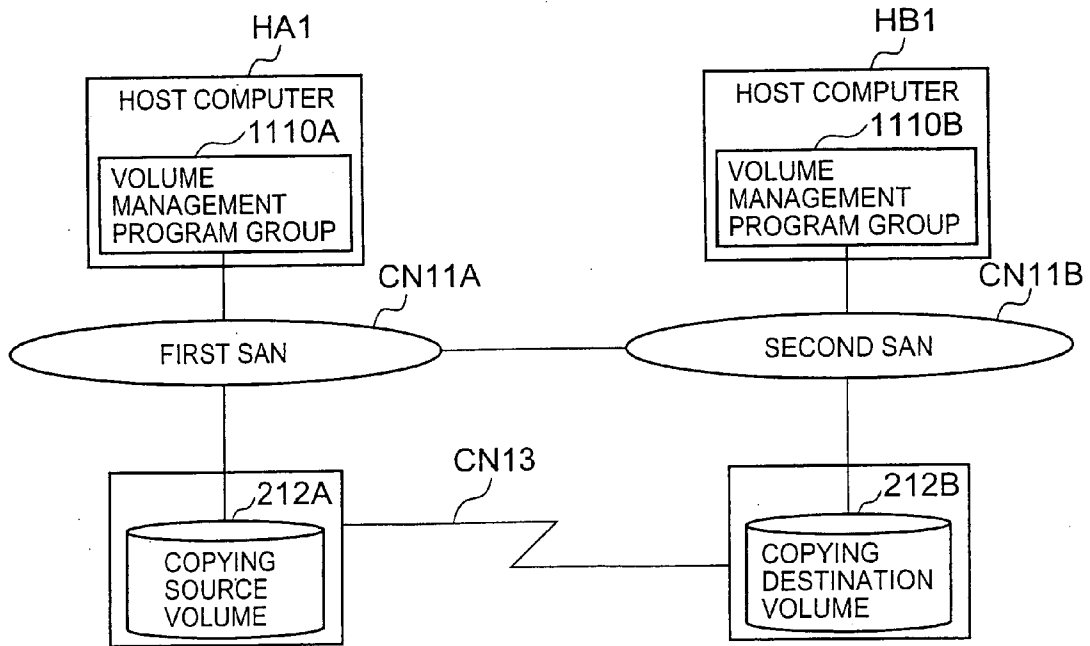 HA1
HB1
HOST COMPUTER
HOST COMPUTER
1110A
1110B
VOLUME
MANAGEMENT
PROGRAM GROUP
VOLUME
MANAGEMENT
PROGRAM GROUP
CN11A
CN11B
FIRST SAN
SECOND SAN
CN13
212A
212B
COPYING
SOURCE
VOLUME
COPYING
DESTINATION
VOLUME